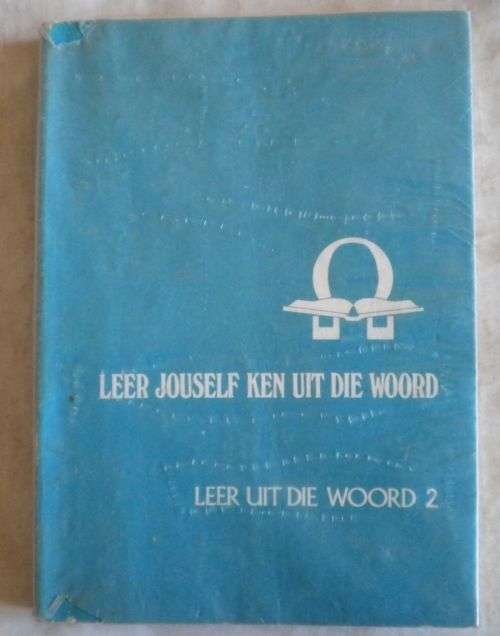 LEER JOUSELF KEN UIT DIE WOORD
LEER UIT DIE WOORD 2